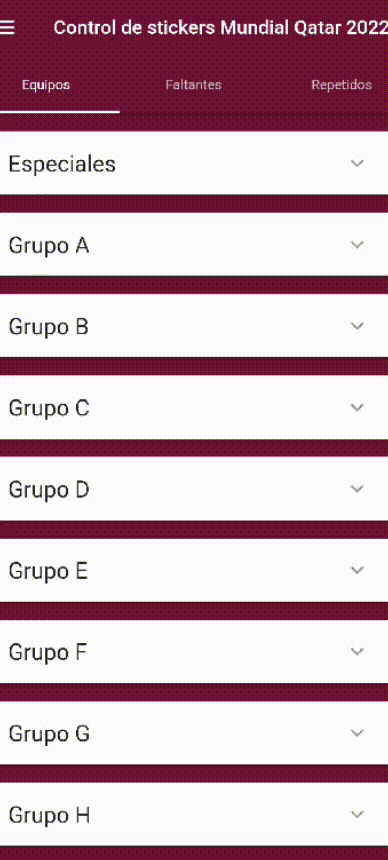 Control de stickers Mundial Qatar 2022
Equipos Faltantes Repetidos
Especiales
Grupo A
Grupo B
Grupo C
Grupo D
Grupo E
Grupo F
Grupo G
Grupo H